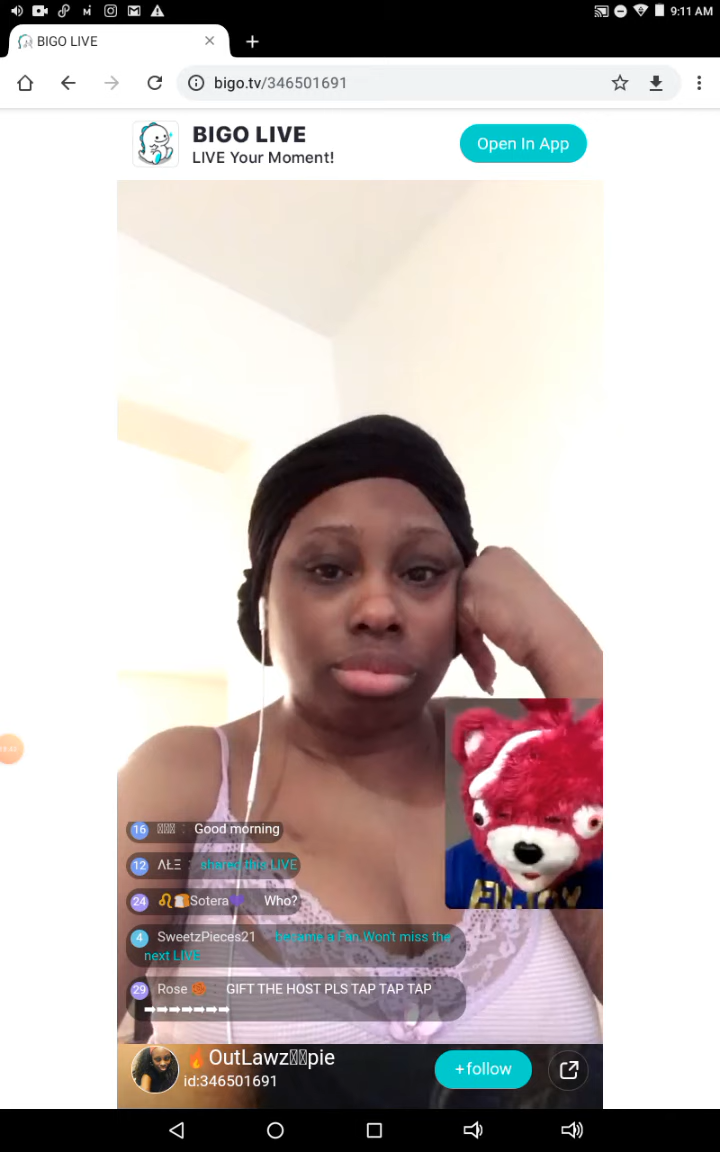 9:11 AM
BIGO LIVE
bigo.tv/346501691
BIGO LIVE
LIVE Your Moment!
Open In App
16 : Good morning
12 ΛŁΞ : shared this LIVE
24 ♌🍞Sotera💜 Who?
4 SweetzPieces21 became a Fan.Won't miss the
next LIVE
29 Rose 🏵️ : GIFT THE HOST PLS TAP TAP TAP
➡➡➡➡➡➡➡
🔥OutLawz pie
id:346501691
+follow